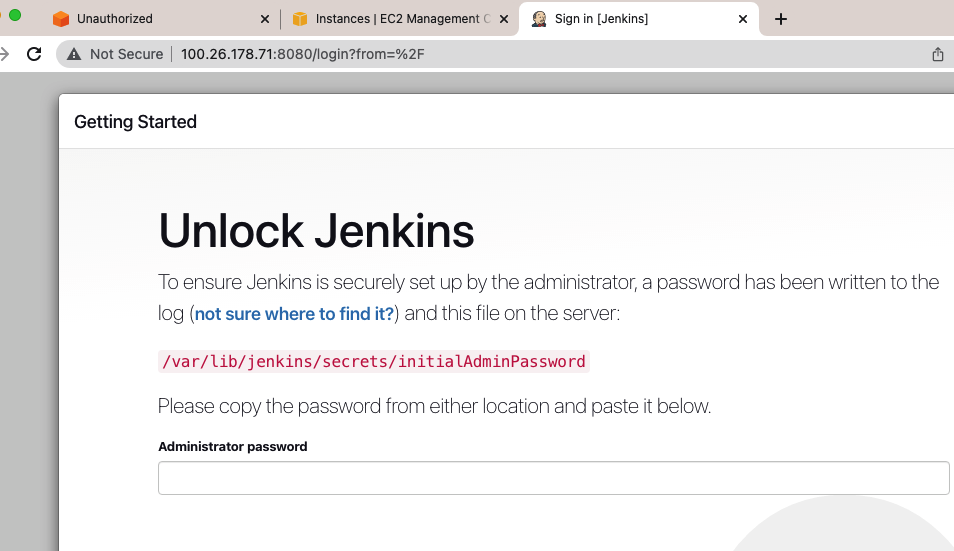 Unauthorized
Instances | EC2 Management C
Sign in [Jenkins]
Not Secure
100.26.178.71:8080/login?from=%2F
Getting Started
Unlock Jenkins
To ensure Jenkins is securely set up by the administrator, a password has been written to the
log (not sure where to find it?) and this file on the server:
/var/lib/jenkins/secrets/initialAdminPassword
Please copy the password from either location and paste it below.
Administrator password